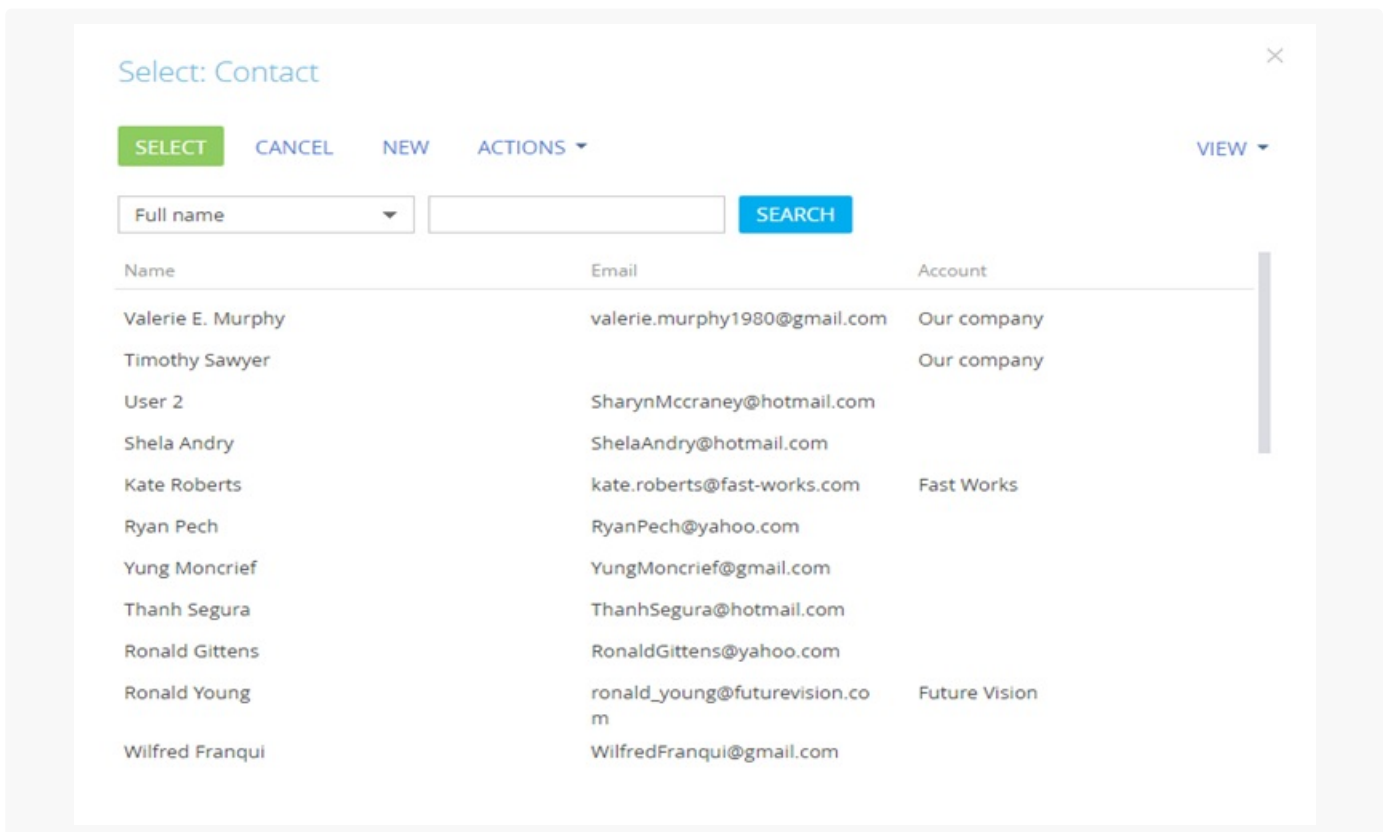 Select: Contact
SELECT CANCEL NEW ACTIONS VIEW
Full name SEARCH
Name Email Account
Valerie E. Murphy valerie.murphy1980@gmail.com Our company
Timothy Sawyer Our company
User 2 SharynMccraney@hotmail.com
Shela Andry ShelaAndry@hotmail.com
Kate Roberts kate.roberts@fast-works.com Fast Works
Ryan Pech RyanPech@yahoo.com
Yung Moncrief YungMoncrief@gmail.com
Thanh Segura ThanhSegura@hotmail.com
Ronald Gittens RonaldGittens@yahoo.com
Ronald Young ronald_young@futurevision.co Future Vision
m
Wilfred Franqui WilfredFranqui@gmail.com